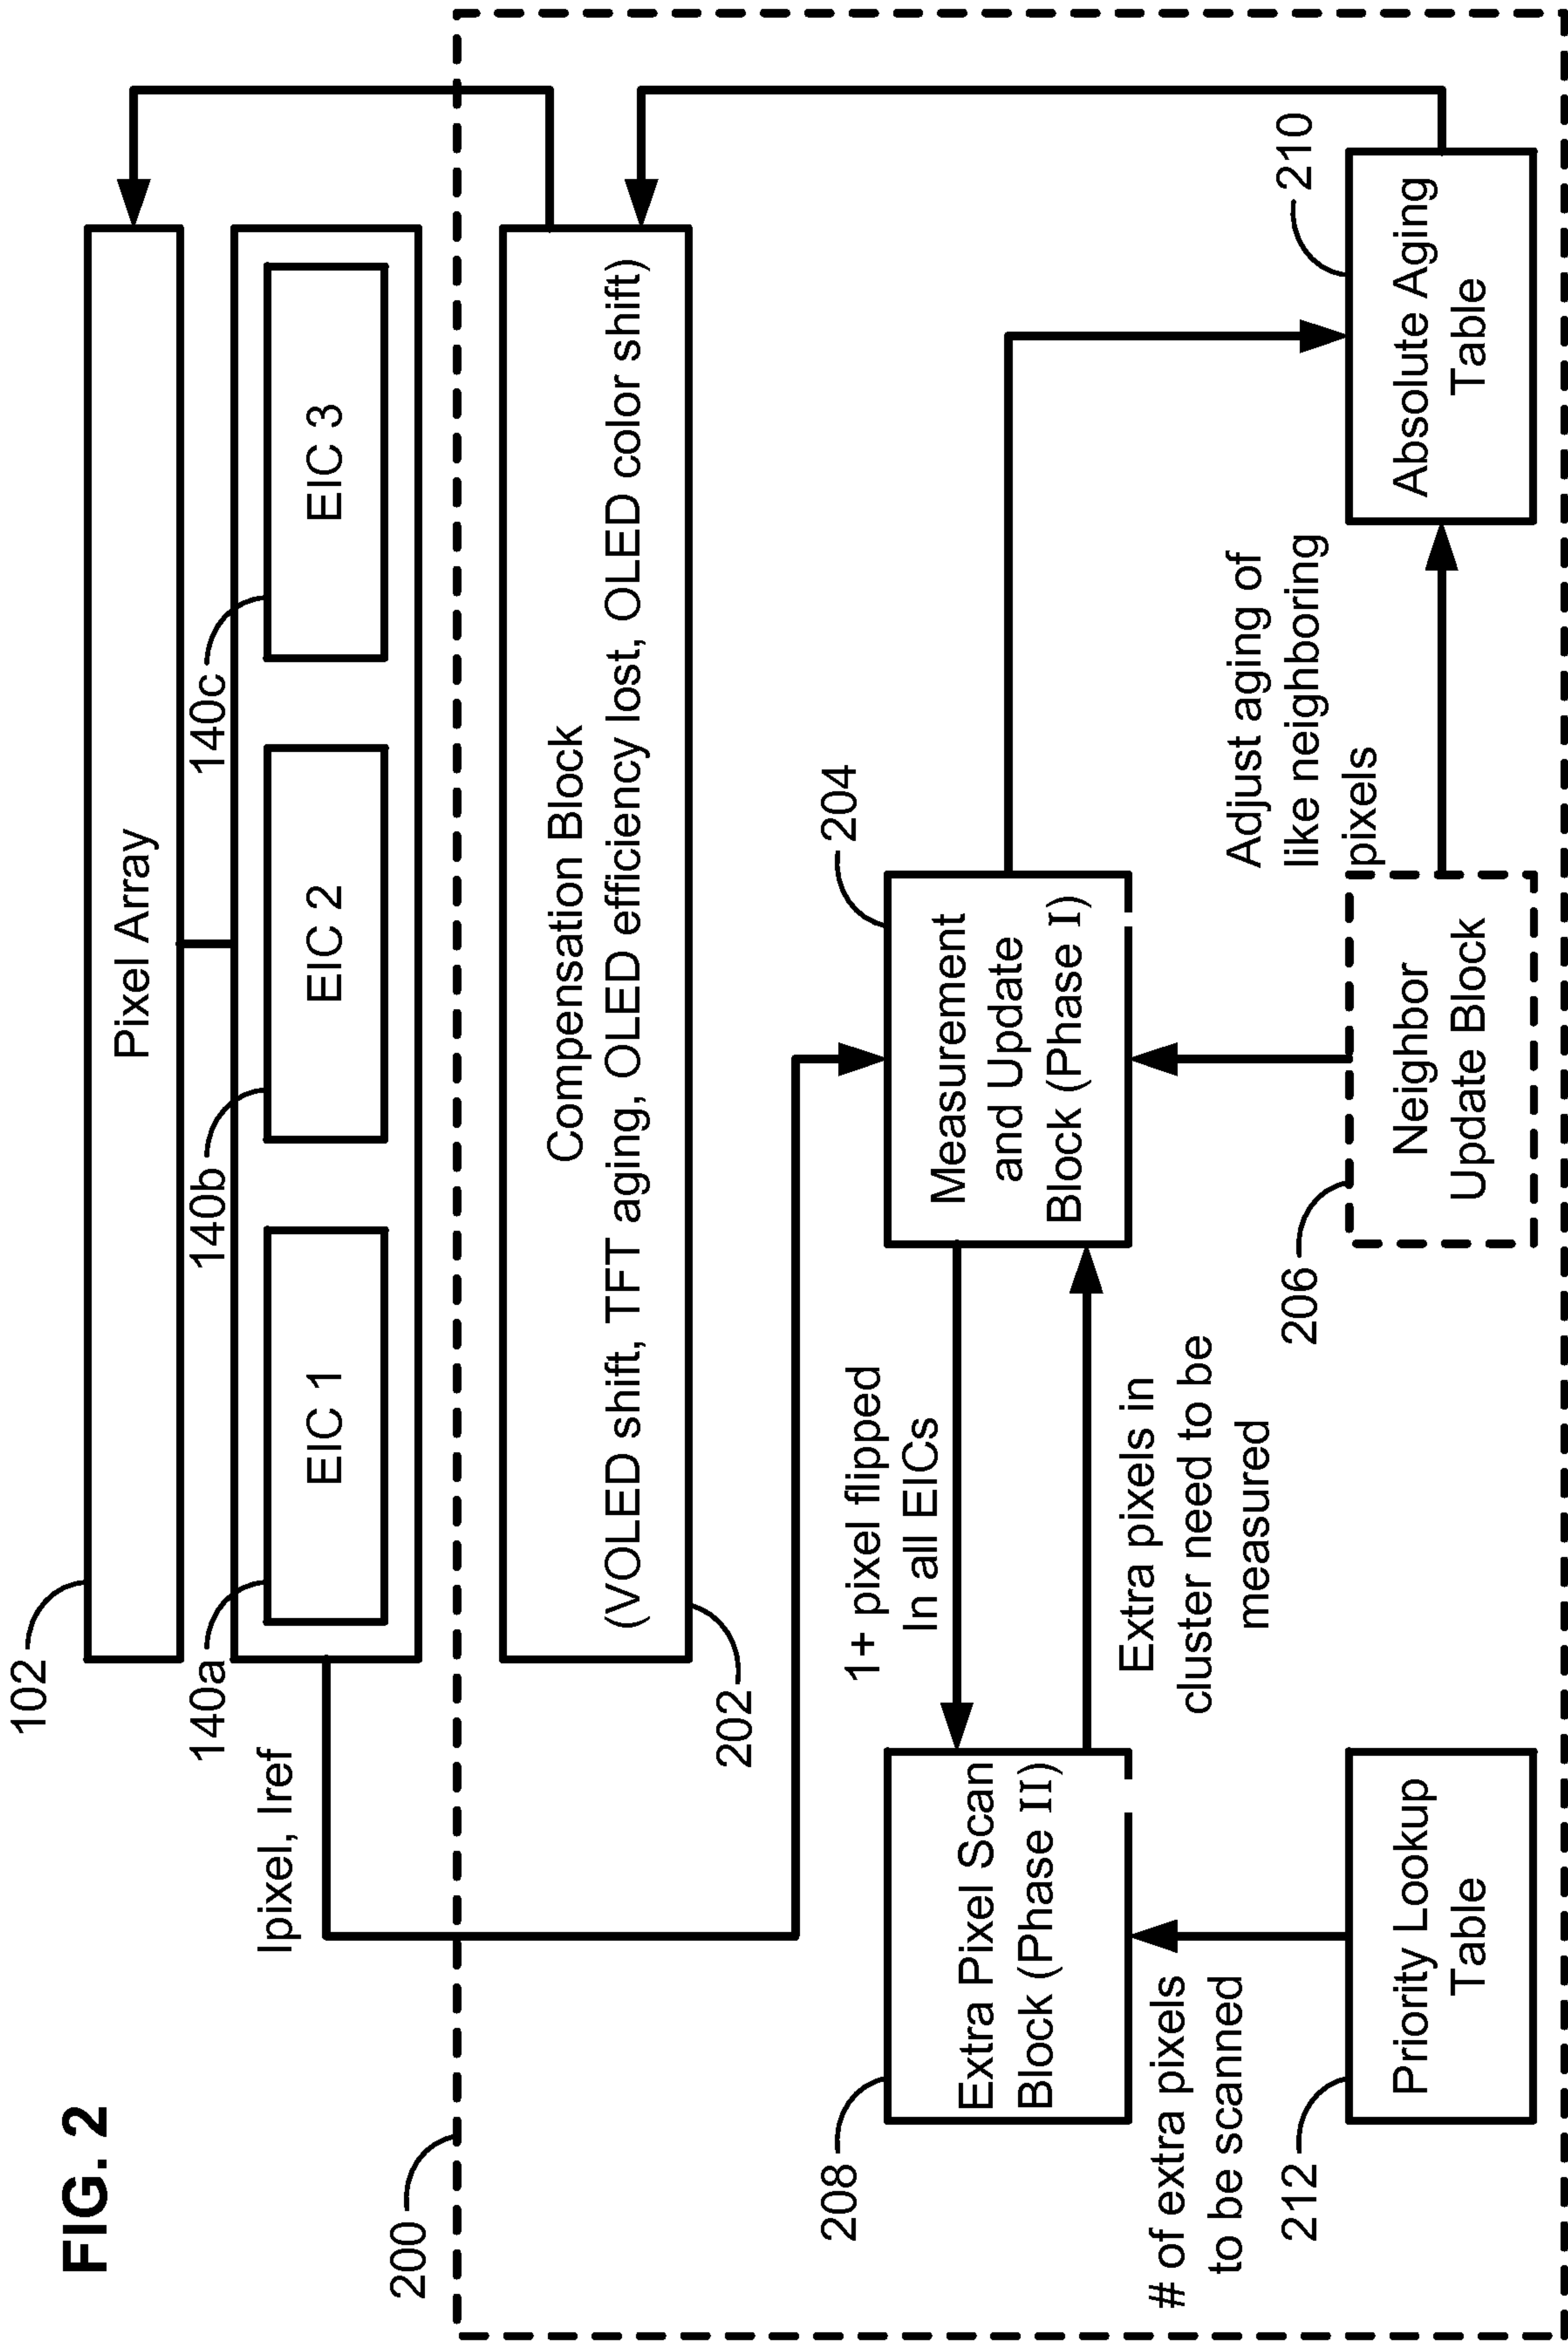 FIG. 2
102
Pixel Array
140a
140b
140c
EIC 1
EIC 2
EIC 3
Ipixel, Iref
200
202
Compensation Block
(VOLED shift, TFT aging, OLED efficiency lost, OLED color shift)
208
Extra Pixel Scan
Block (Phase II)
1+ pixel flipped
In all EICs
Extra pixels in
cluster need to be
measured
204
Measurement
and Update
Block (Phase I)
# of extra pixels
to be scanned
212
Priority Lookup
Table
206
Neighbor
Update Block
Adjust aging of
like neighboring
pixels
210
Absolute Aging
Table